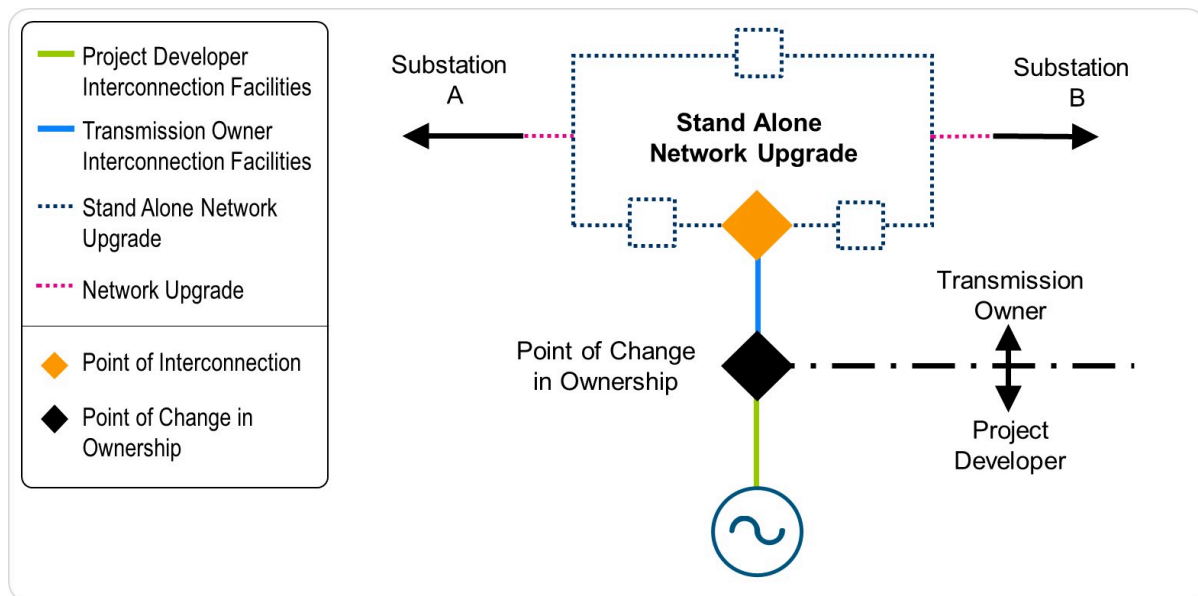 Project Developer
Interconnection Facilities
Transmission Owner
Interconnection Facilities
Stand Alone Network
Upgrade
Network Upgrade
Point of Interconnection
Point of Change in
Ownership
Substation
A
Substation
B
Stand Alone
Network Upgrade
Transmission
Owner
Point of Change
in Ownership
Project
Developer